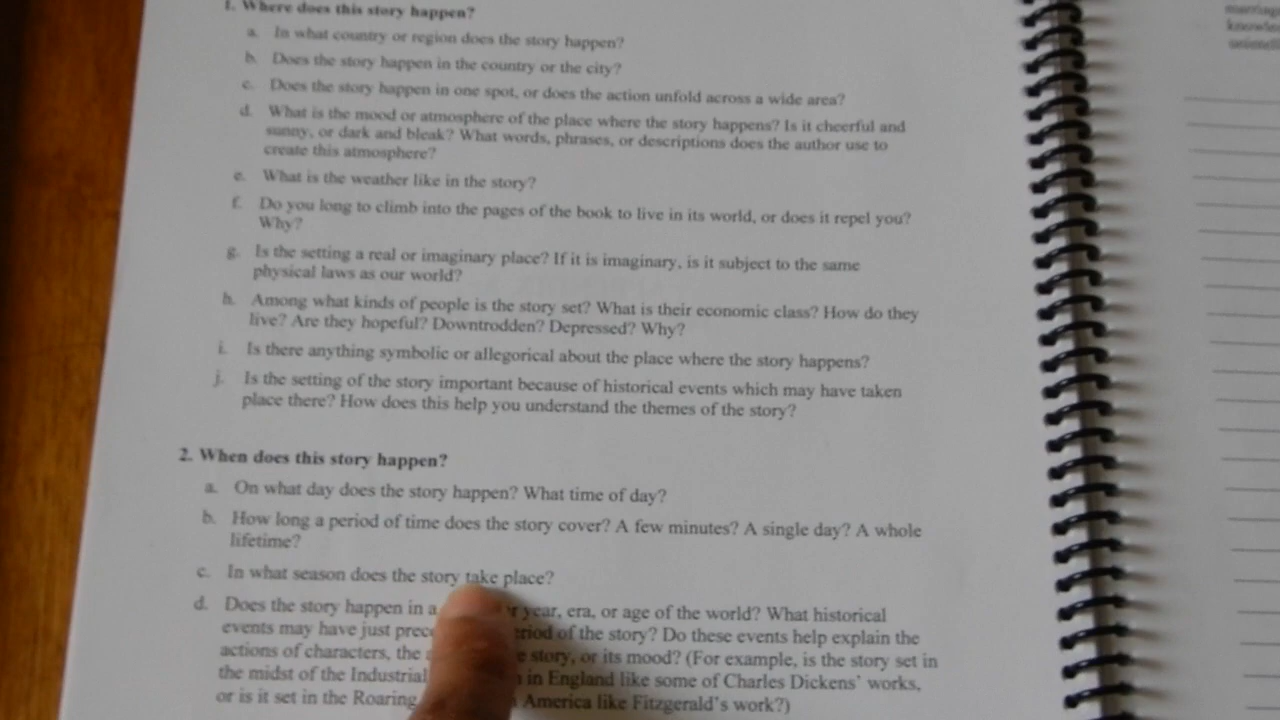 1. Where does this story happen?
a. In what country or region does the story happen?
b. Does the story happen in the country or the city?
c. Does the story happen in one spot, or does the action unfold across a wide area?
d. What is the mood or atmosphere of the place where the story happens? Is it cheerful and
sunny, or dark and bleak? What words, phrases, or descriptions does the author use to
create this atmosphere?
e. What is the weather like in the story?
f. Do you long to climb into the pages of the book to live in its world, or does it repel you?
Why?
g. Is the setting a real or imaginary place? If it is imaginary, is it subject to the same
physical laws as our world?
h. Among what kinds of people is the story set? What is their economic class? How do they
live? Are they hopeful? Downtrodden? Depressed? Why?
i. Is there anything symbolic or allegorical about the place where the story happens?
j. Is the setting of the story important because of historical events which may have taken
place there? How does this help you understand the themes of the story?
2. When does this story happen?
a. On what day does the story happen? What time of day?
b. How long a period of time does the story cover? A few minutes? A single day? A whole
lifetime?
c. In what season does the story take place?
d. Does the story happen in a year, era, or age of the world? What historical
events may have just of the story? Do these events help explain the
actions of characters, the story, or its mood? (For example, is the story set in
the midst of the Industrial in England like some of Charles Dickens' works,
or is it set in the Roaring America like Fitzgerald's work?)